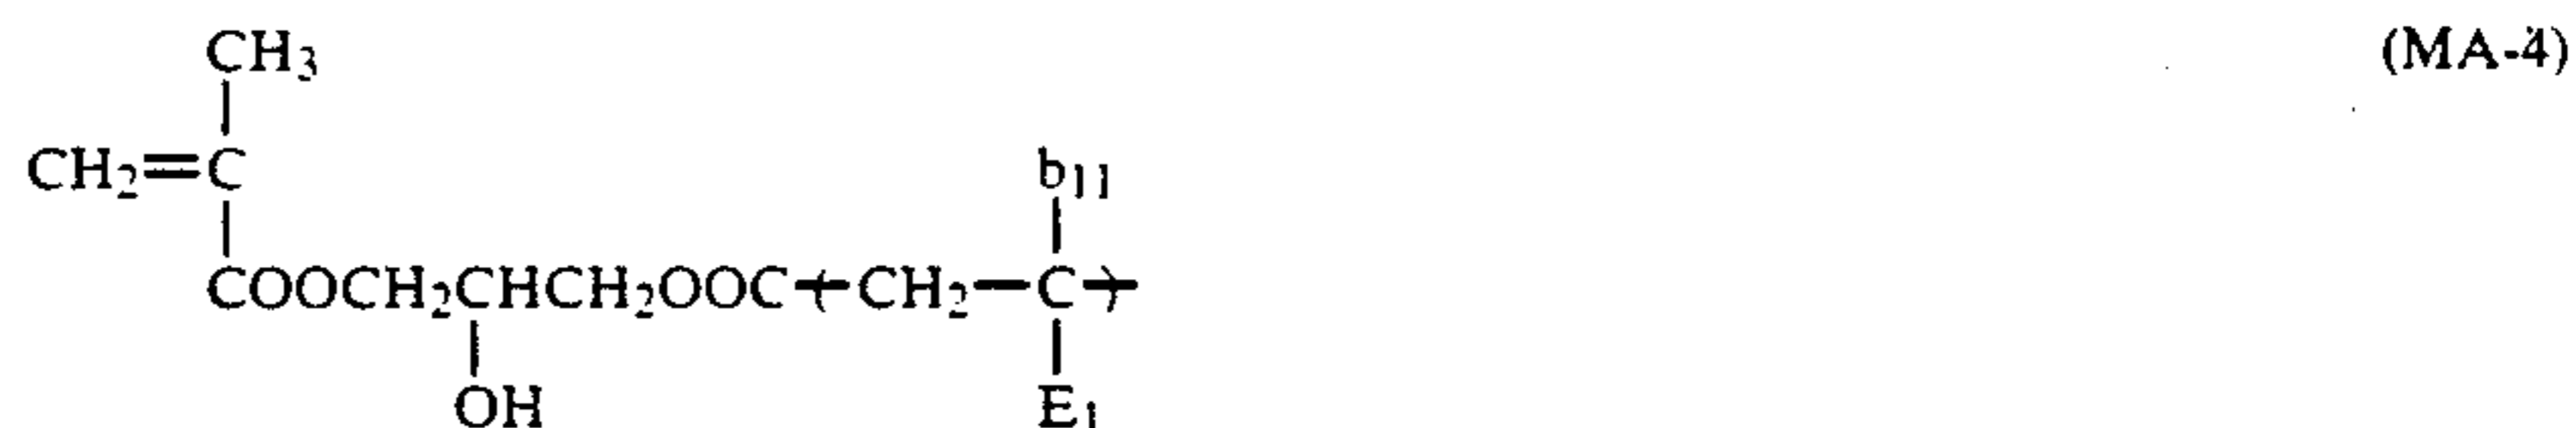 CH₃ (MA-4)
CH₂=C b₁₁
COOCH₂CHCH₂OOC-(-CH₂-C-)-
OH E₁